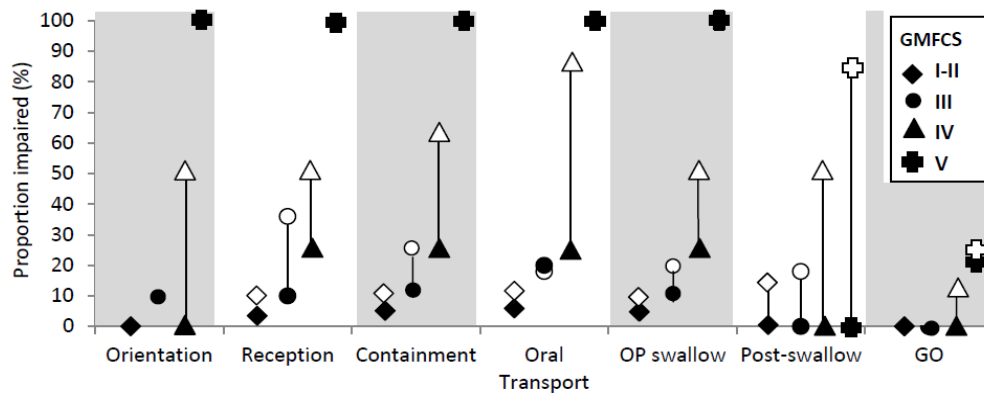 Proportion impaired (%)
100
90
80
70
60
50
40
30
20
10
0
Orientation
Reception
Containment
Oral
Transport
OP swallow
Post-swallow
GO
GMFCS
I-II
III
IV
V